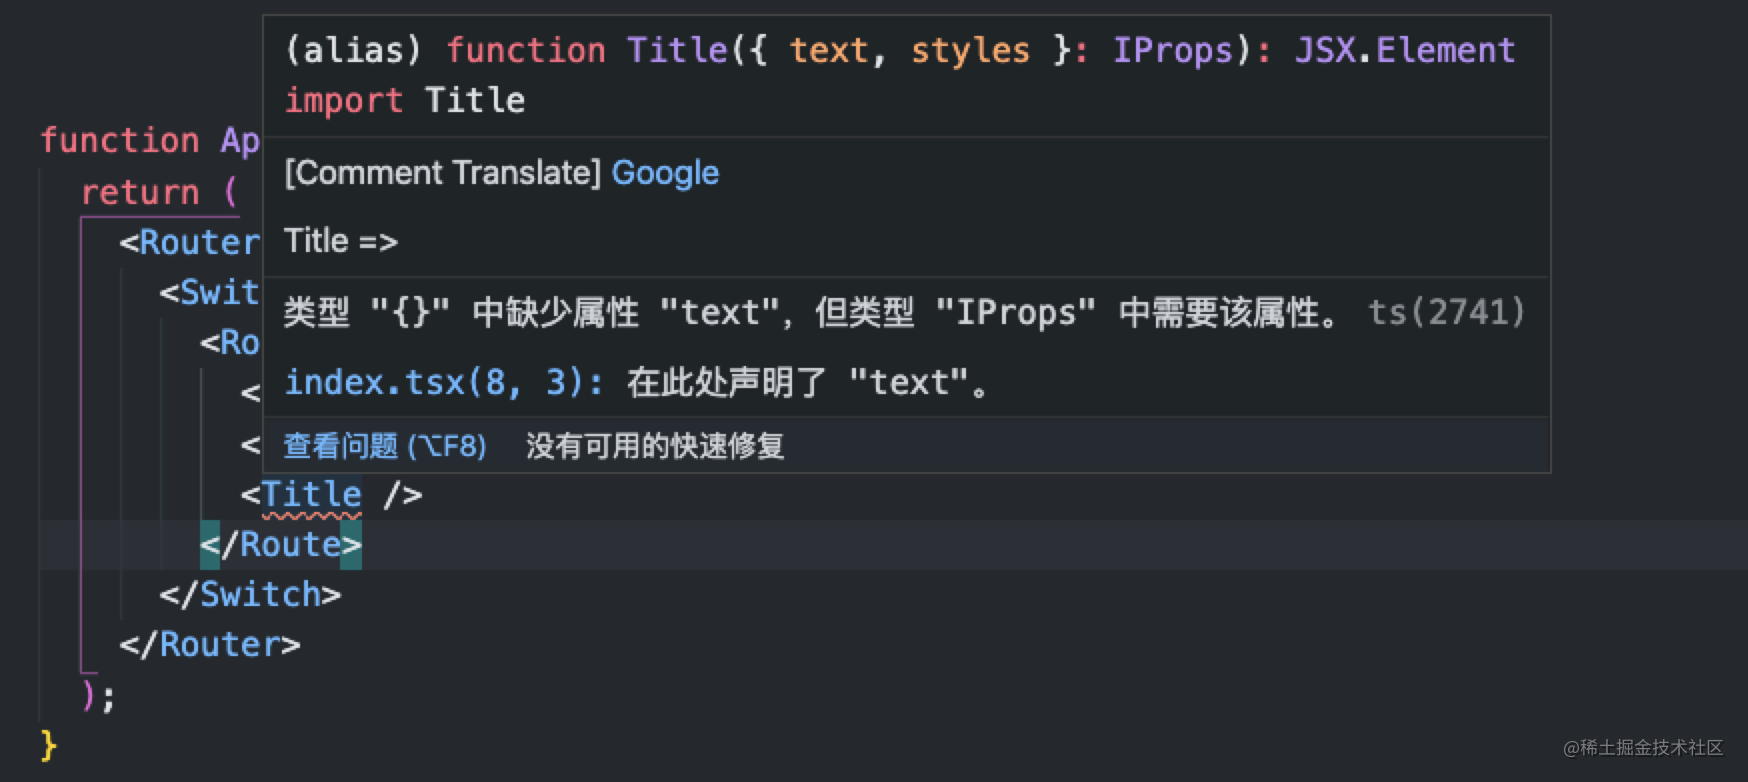 (alias) function Title({ text, styles }: IProps): JSX.Element
import Title
[Comment Translate] Google
Title =>
类型 "{}" 中缺少属性 "text"，但类型 "IProps" 中需要该属性。 ts(2741)
index.tsx(8, 3): 在此处声明了 "text"。
查看问题 (⌥F8) 没有可用的快速修复
function Ap
return (
<Router
<Swit
<Ro
<
<
<Title />
</Route>
</Switch>
</Router>
);
}
@稀土掘金技术社区